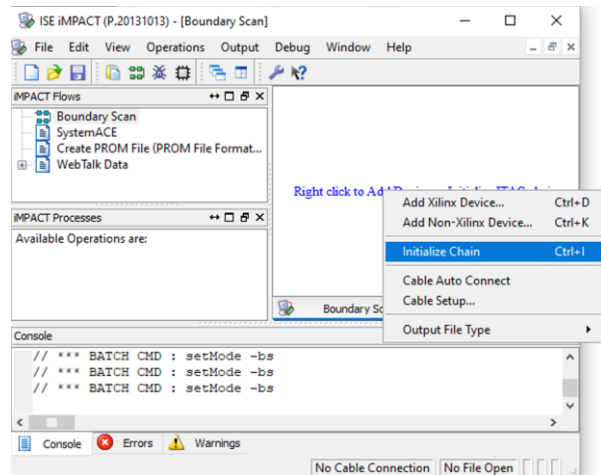 ISE iMPACT (P.20131013) - [Boundary Scan]
File Edit View Operations Output Debug Window Help
iMPACT Flows
Boundary Scan
SystemACE
Create PROM File (PROM File Format...
WebTalk Data
Right click to Add
iMPACT Processes
Available Operations are:
Add Xilinx Device... Ctrl+D
Add Non-Xilinx Device... Ctrl+K
Initialize Chain Ctrl+I
Cable Auto Connect
Cable Setup...
Output File Type
Boundary Sc
Console
// *** BATCH CMD : setMode -bs
// *** BATCH CMD : setMode -bs
// *** BATCH CMD : setMode -bs
Console Errors Warnings
No Cable Connection No File Open